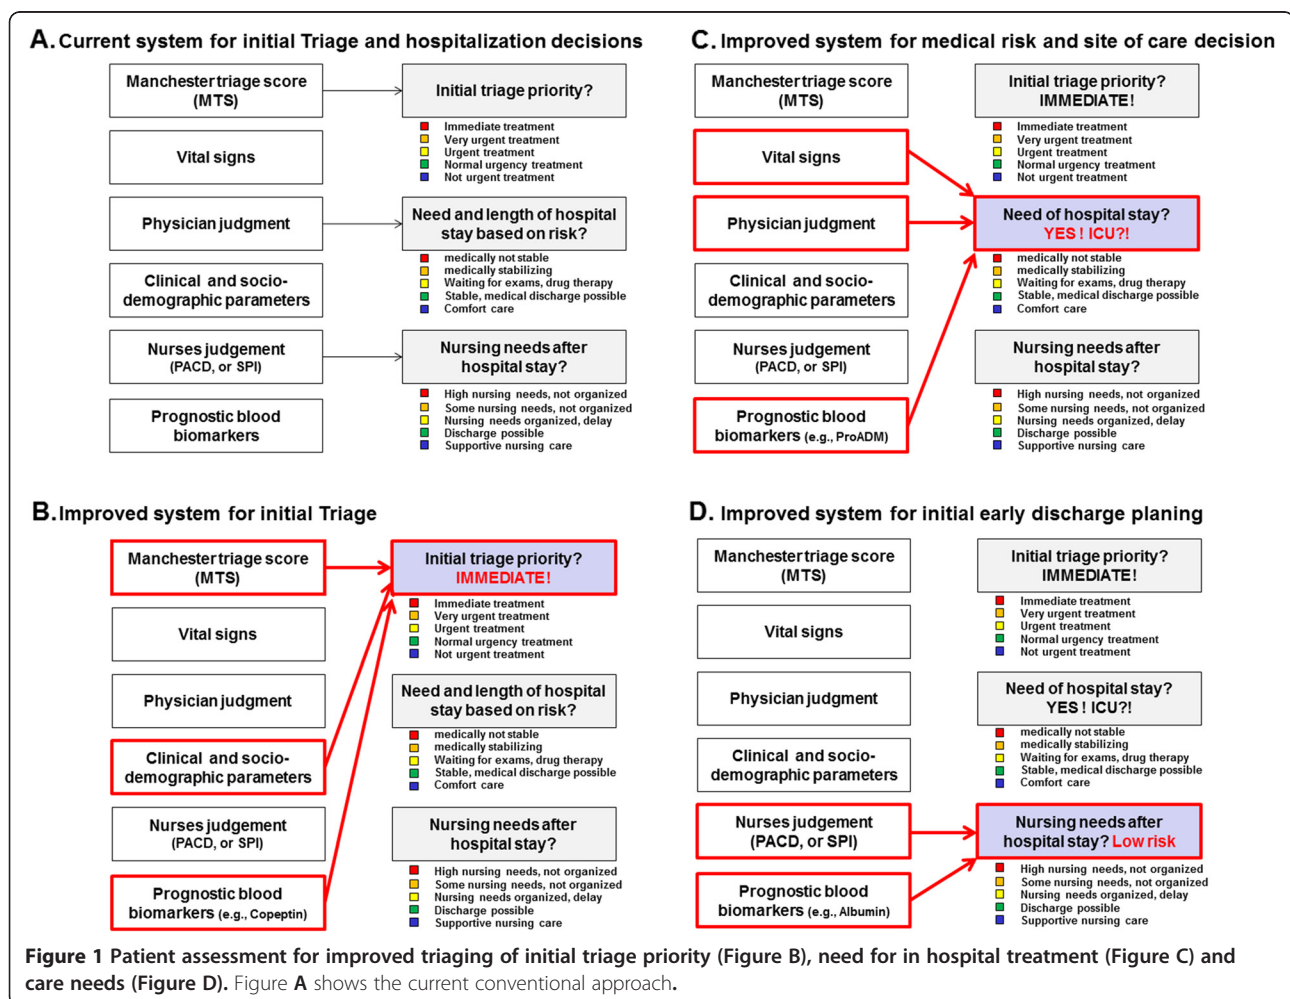 A. Current system for initial Triage and hospitalization decisions
Manchester triage score
(MTS)
Initial triage priority?
Immediate treatment
Very urgent treatment
Urgent treatment
Normal urgency treatment
Not urgent treatment
Vital signs
Physician judgment
Need and length of hospital
stay based on risk?
medically not stable
medically stabilizing
Waiting for exams, drug therapy
Stable, medical discharge possible
Comfort care
Clinical and socio-
demographic parameters
Nurses judgement
(PACD, or SPI)
Nursing needs after
hospital stay?
High nursing needs, not organized
Some nursing needs, not organized
Nursing needs organized, delay
Discharge possible
Supportive nursing care
Prognostic blood
biomarkers
B. Improved system for initial Triage
Manchester triage score
(MTS)
Initial triage priority?
IMMEDIATE!
Immediate treatment
Very urgent treatment
Urgent treatment
Normal urgency treatment
Not urgent treatment
Vital signs
Physician judgment
Need and length of hospital
stay based on risk?
medically not stable
medically stabilizing
Waiting for exams, drug therapy
Stable, medical discharge possible
Comfort care
Clinical and socio-
demographic parameters
Nurses judgement
(PACD, or SPI)
Nursing needs after
hospital stay?
High nursing needs, not organized
Some nursing needs, not organized
Nursing needs organized, delay
Discharge possible
Supportive nursing care
Prognostic blood
biomarkers (e.g., Copeptin)
C. Improved system for medical risk and site of care decision
Manchester triage score
(MTS)
Initial triage priority?
IMMEDIATE!
Immediate treatment
Very urgent treatment
Urgent treatment
Normal urgency treatment
Not urgent treatment
Vital signs
Physician judgment
Need of hospital stay?
YES ! ICU?!
medically not stable
medically stabilizing
Waiting for exams, drug therapy
Stable, medical discharge possible
Comfort care
Clinical and socio-
demographic parameters
Nurses judgement
(PACD, or SPI)
Nursing needs after
hospital stay?
High nursing needs, not organized
Some nursing needs, not organized
Nursing needs organized, delay
Discharge possible
Supportive nursing care
Prognostic blood
biomarkers (e.g., ProADM)
D. Improved system for initial early discharge planing
Manchester triage score
(MTS)
Initial triage priority?
IMMEDIATE!
Immediate treatment
Very urgent treatment
Urgent treatment
Normal urgency treatment
Not urgent treatment
Vital signs
Physician judgment
Need of hospital stay?
YES ! ICU?!
medically not stable
medically stabilizing
Waiting for exams, drug therapy
Stable, medical discharge possible
Comfort care
Clinical and socio-
demographic parameters
Nurses judgement
(PACD, or SPI)
Nursing needs after
hospital stay? Low risk
High nursing needs, not organized
Some nursing needs, not organized
Nursing needs organized, delay
Discharge possible
Supportive nursing care
Prognostic blood
biomarkers (e.g., Albumin)
Figure 1 Patient assessment for improved triaging of initial triage priority (Figure B), need for in hospital treatment (Figure C) and
care needs (Figure D). Figure A shows the current conventional approach.